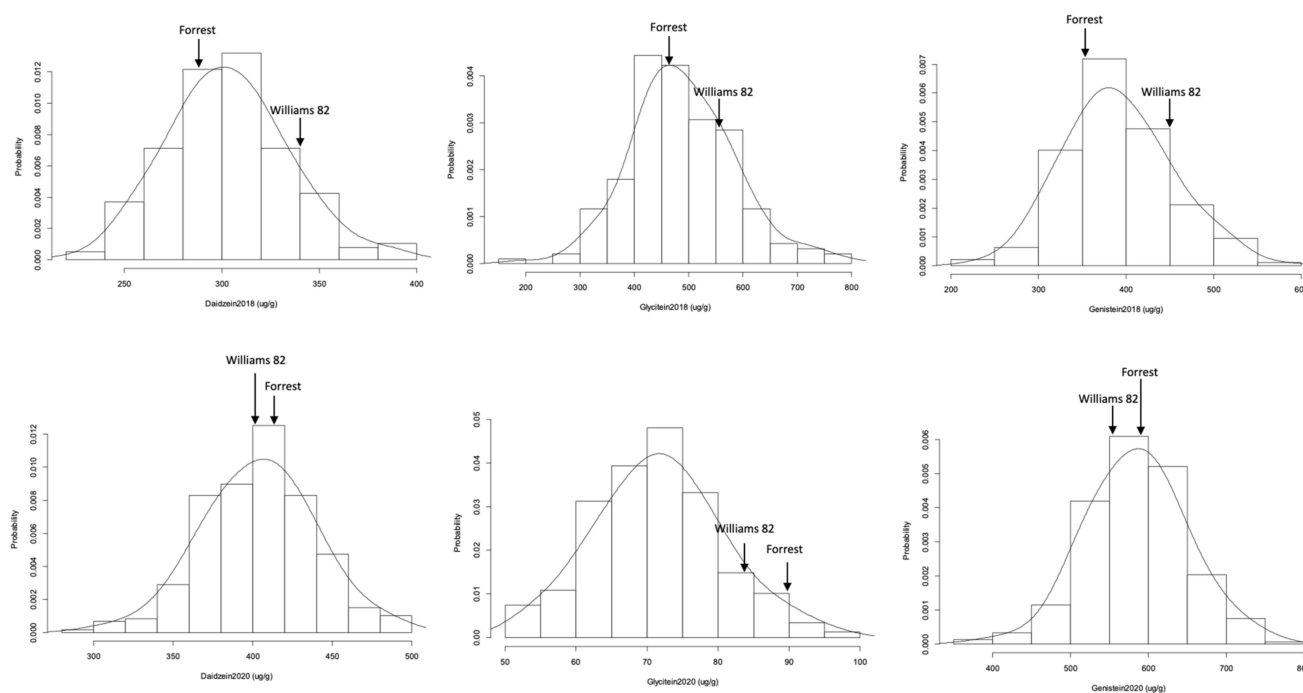 Forrest
Williams 82
Probability
0.000 0.002 0.004 0.006 0.008 0.010 0.012
250 300 350 400
Daidzein2018 (ug/g)
Forrest
Williams 82
Probability
0.000 0.001 0.002 0.003 0.004
200 300 400 500 600 700 800
Glycitein2018 (ug/g)
Forrest
Williams 82
Probability
0.000 0.001 0.002 0.003 0.004 0.005 0.006 0.007
200 300 400 500 600
Genistein2018 (ug/g)
Williams 82
Forrest
Probability
0.000 0.002 0.004 0.006 0.008 0.010 0.012
300 350 400 450 500
Daidzein2020 (ug/g)
Williams 82
Forrest
Probability
0.00 0.01 0.02 0.03 0.04 0.05
50 60 70 80 90 100
Glycitein2020 (ug/g)
Forrest
Williams 82
Probability
0.000 0.001 0.002 0.003 0.004 0.005 0.006
400 500 600 700 800
Genistein2020 (ug/g)